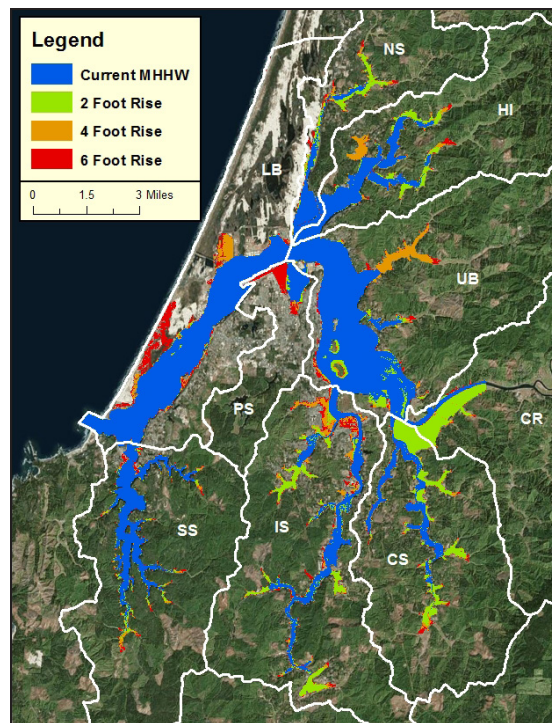 Legend
Current MHHW
2 Foot Rise
4 Foot Rise
6 Foot Rise
0 1.5 3 Miles
NS
HI
LB
UB
CR
PS
SS
IS
CS